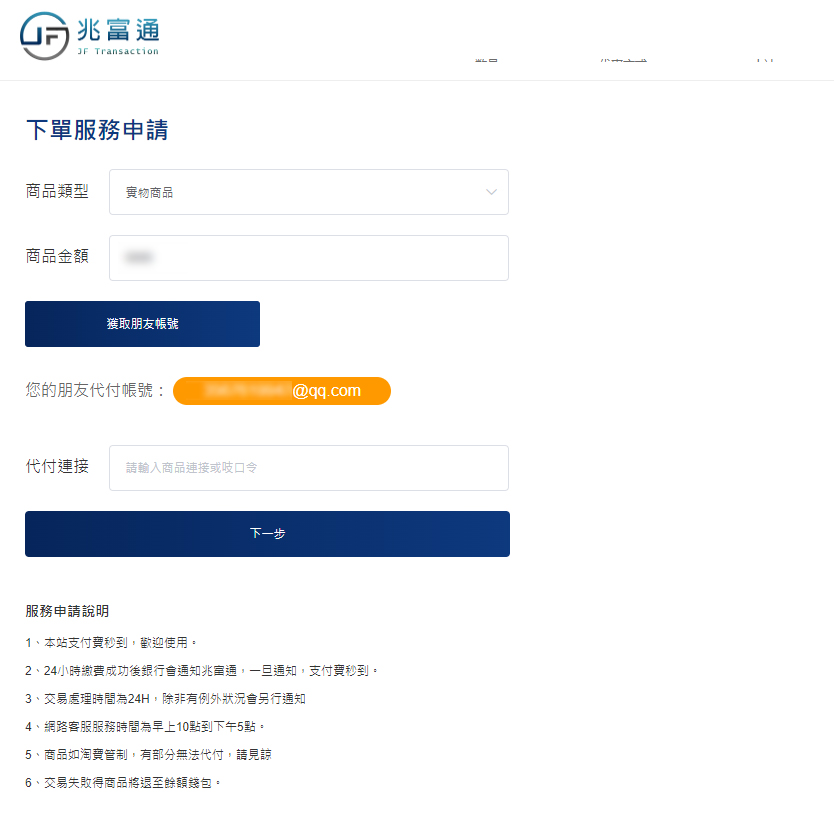 兆富通
JF Transaction
下單服務申請
商品類型
實物商品
商品金額
獲取朋友帳號
您的朋友代付帳號：
@qq.com
代付連接
請輸入商品連接或吱口令
下一步
服務申請說明
1、本站支付費秒到，歡迎使用。
2、24小時繳費成功後銀行會通知兆富通，一旦通知，支付費秒到。
3、交易處理時間為24H，除非有例外狀況會另行通知
4、網路客服服務時間為早上10點到下午5點。
5、商品如淘寶管制，有部分無法代付，請見諒
6、交易失敗得商品將退至餘額錢包。